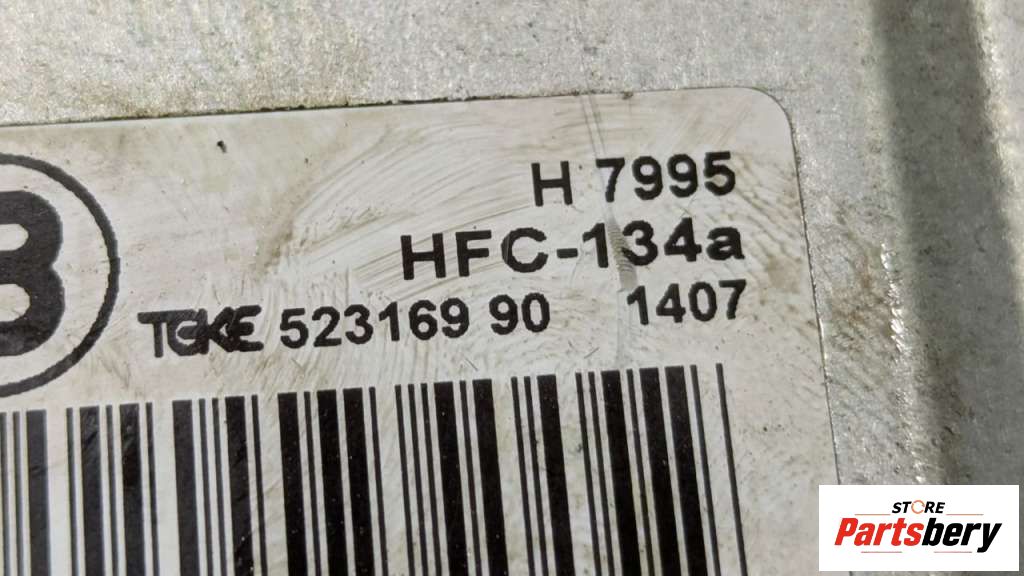 H 7995
B
HFC-134a
TGKE 523169 90 1407
STORE
Partsbery